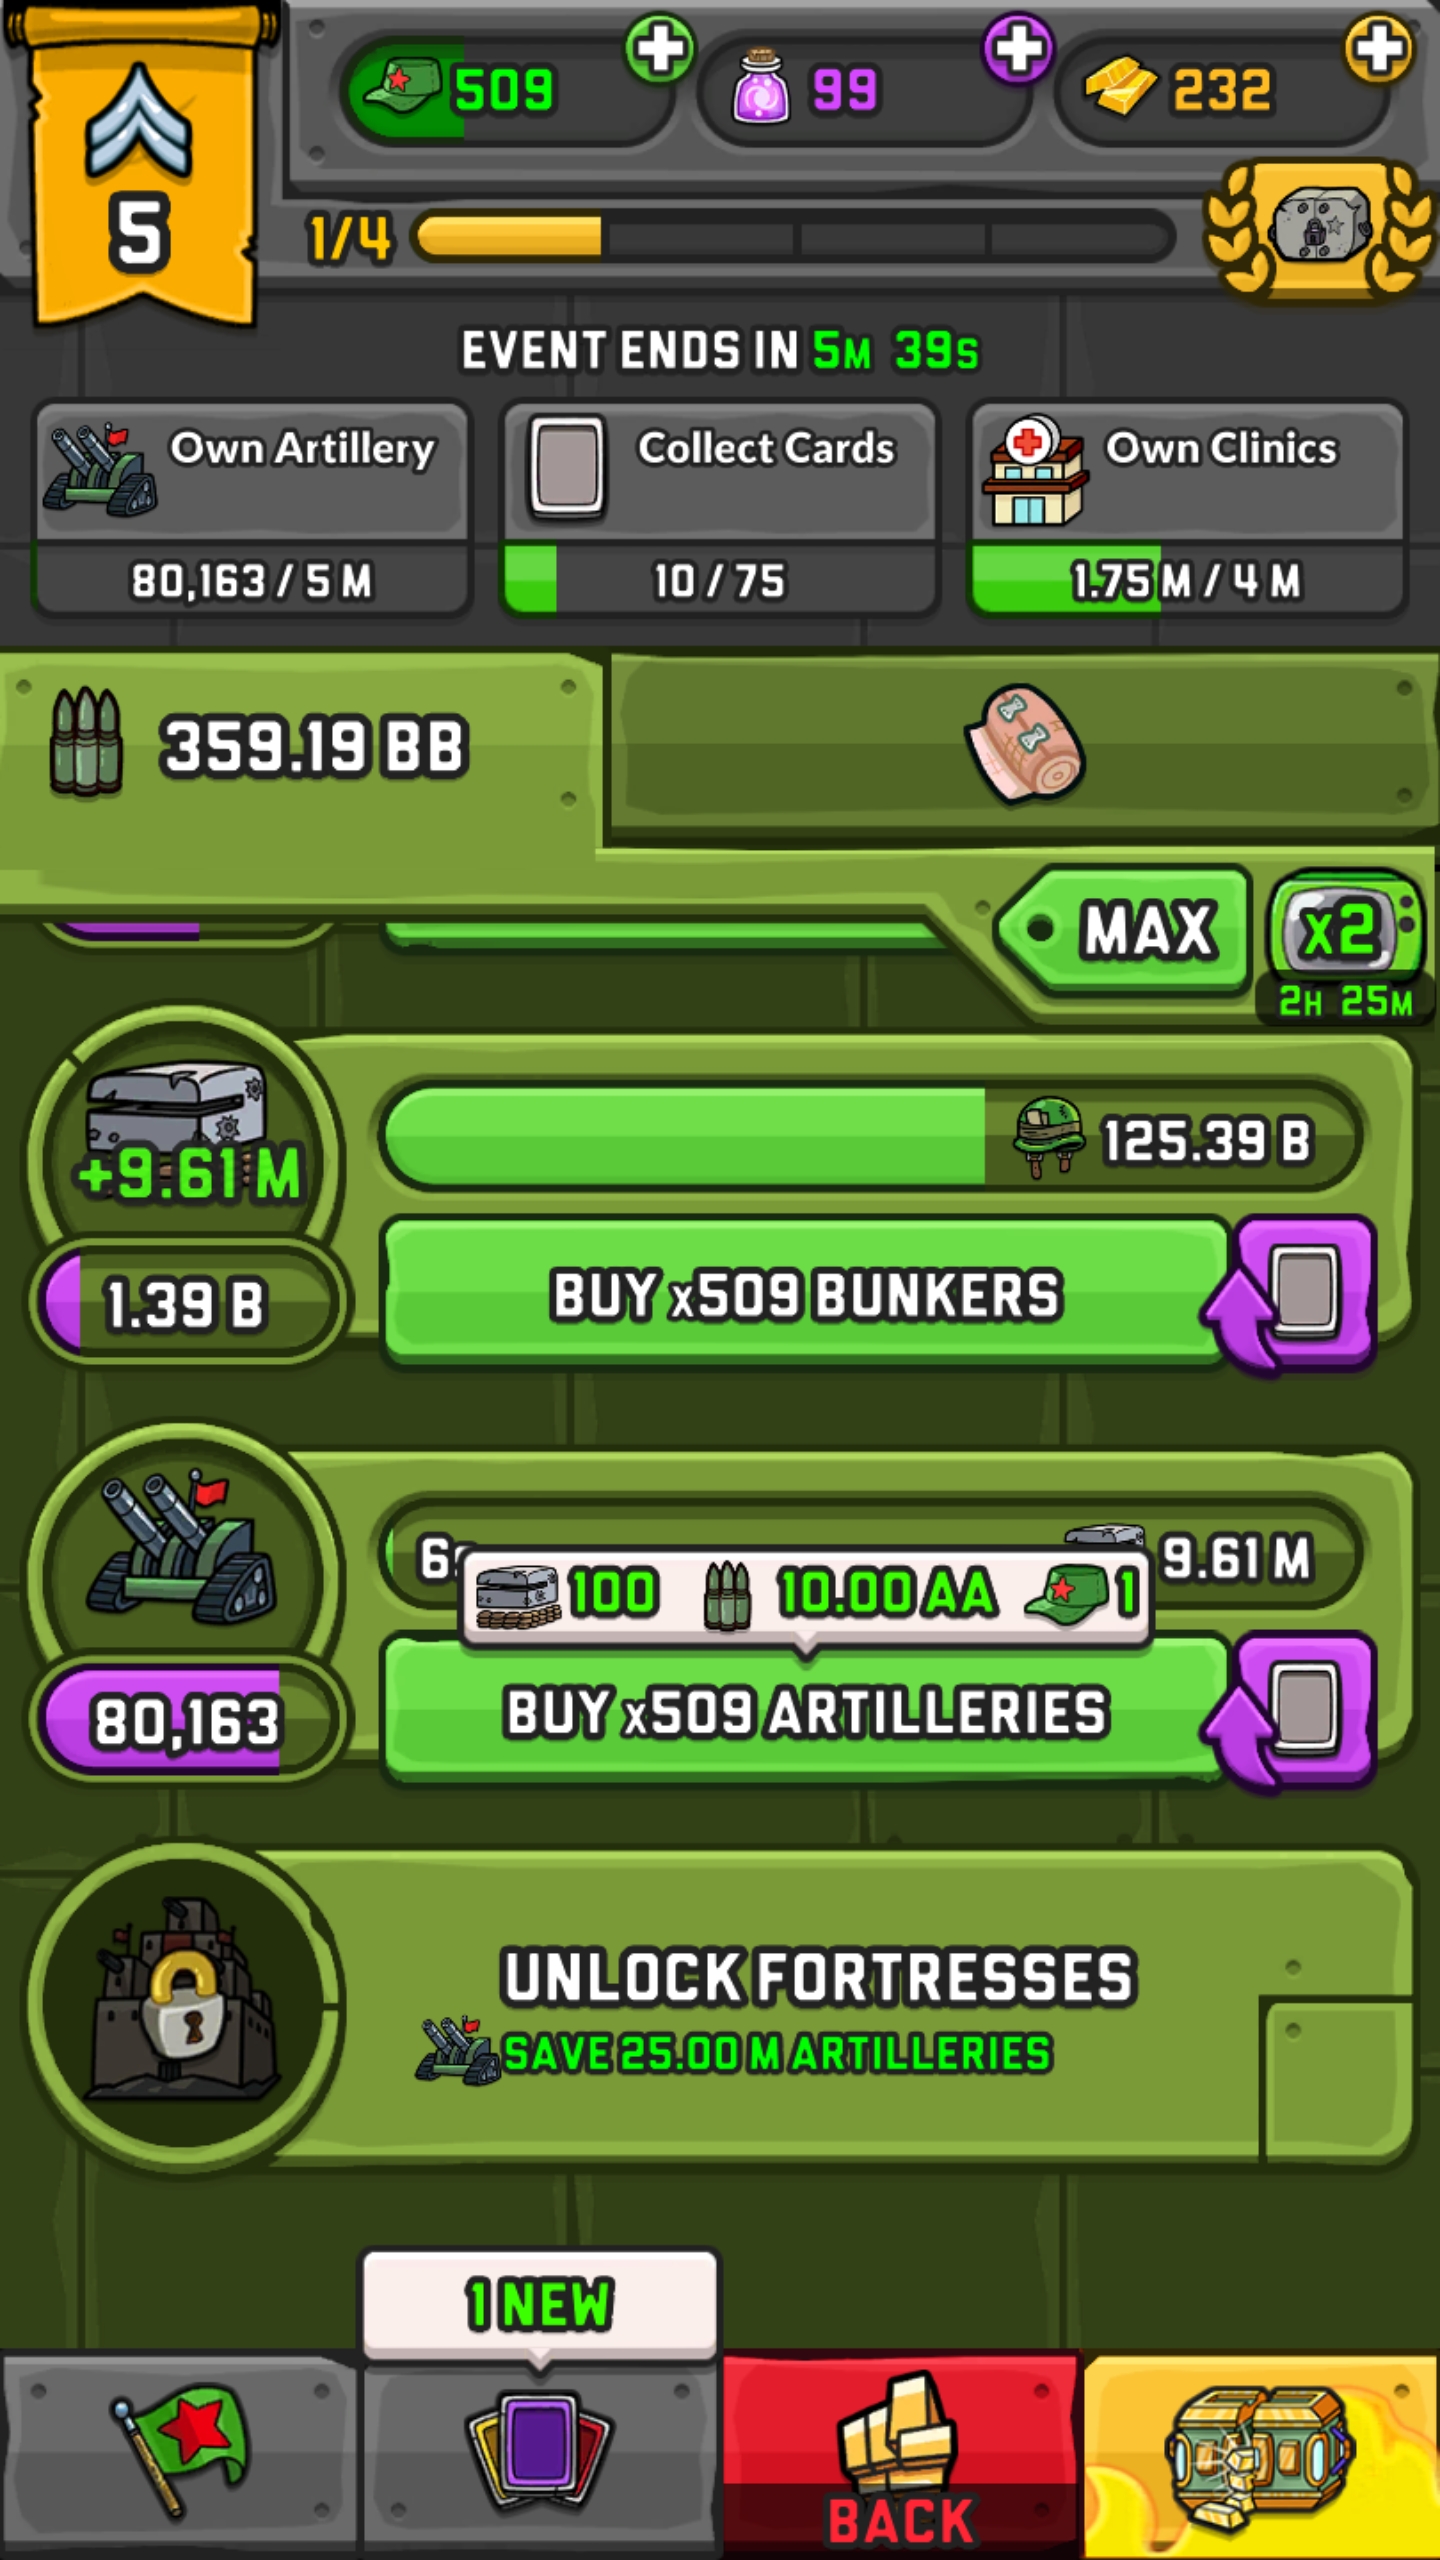 509
99
232
5
1/4
EVENT ENDS IN 5M 39S
Own Artillery
80,163 / 5 M
Collect Cards
10 / 75
Own Clinics
1.75 M / 4 M
359.19 BB
MAX
x2
2H 25M
+9.61 M
125.39 B
1.39 B
BUY x509 BUNKERS
9.61 M
100
10.00 AA
1
80,163
BUY x509 ARTILLERIES
UNLOCK FORTRESSES
SAVE 25.00 M ARTILLERIES
1 NEW
BACK